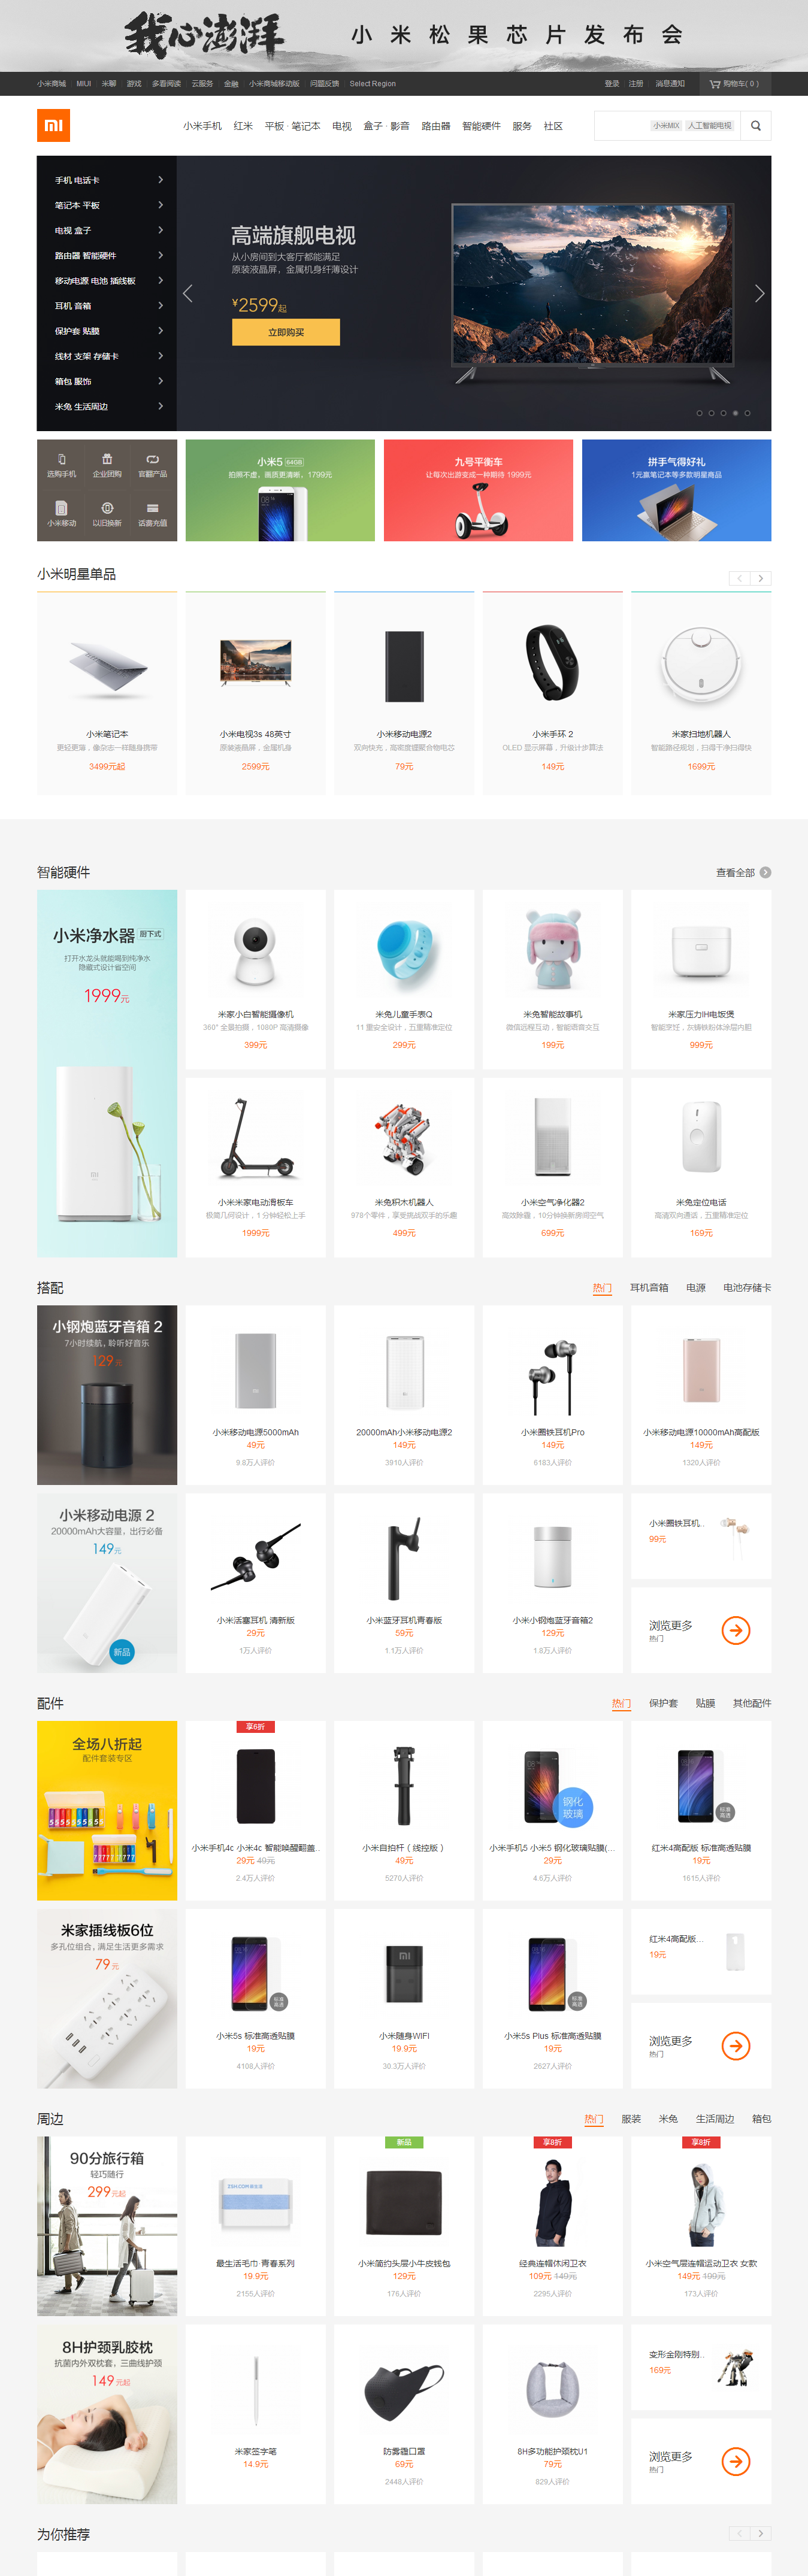 我心澎湃
小米松果芯片发布会
小米商城 MIUI 米聊 游戏 多看阅读 云服务 金融 小米商城移动版 问题反馈 Select Region
登录 注册 消息通知 购物车( 0 )
小米手机 红米 平板 · 笔记本 电视 盒子 · 影音 路由器 智能硬件 服务 社区
小米MIX 人工智能电视
手机 电话卡
笔记本 平板
电视 盒子
路由器 智能硬件
移动电源 电池 插线板
耳机 音箱
保护套 贴膜
线材 支架 存储卡
箱包 服饰
米兔 生活周边
高端旗舰电视
从小房间到大客厅都能满足
原装液晶屏，金属机身纤薄设计
¥2599起
立即购买
选购手机 企业团购 官翻产品
小米移动 以旧换新 话费充值
小米5 64GB
拍照不虚，画质更清晰，1799元
九号平衡车
让每次出游变成一种期待 1999元
拼手气得好礼
1元赢笔记本等多款明星商品
小米明星单品
小米笔记本
更轻更薄，像杂志一样随身携带
3499元起
小米电视3s 48英寸
原装液晶屏，金属机身
2599元
小米移动电源2
双向快充，高密度锂聚合物电芯
79元
小米手环 2
OLED 显示屏幕，升级计步算法
149元
米家扫地机器人
智能路径规划，扫得干净扫得快
1699元
智能硬件
查看全部
小米净水器 厨下式
打开水龙头就能喝到纯净水
隐藏式设计省空间
1999元
米家小白智能摄像机
360° 全景拍摄，1080P 高清摄像
399元
米兔儿童手表Q
11 重安全设计，五重精准定位
299元
米兔智能故事机
微信远程互动，智能语音交互
199元
米家压力IH电饭煲
智能烹饪，灰铸铁粉体涂层内胆
999元
小米米家电动滑板车
极简几何设计，1 分钟轻松上手
1999元
米兔积木机器人
978个零件，享受挑战双手的乐趣
499元
小米空气净化器2
高效除霾，10分钟焕新房间空气
699元
米兔定位电话
高清双向通话，五重精准定位
169元
搭配
热门 耳机音箱 电源 电池存储卡
小钢炮蓝牙音箱 2
7小时续航，聆听好音乐
129元
小米移动电源5000mAh
49元
9.8万人评价
20000mAh小米移动电源2
149元
3910人评价
小米圈铁耳机Pro
149元
6183人评价
小米移动电源10000mAh高配版
149元
1320人评价
小米移动电源 2
20000mAh大容量，出行必备
149元
新品
小米活塞耳机 清新版
29元
1万人评价
小米蓝牙耳机青春版
59元
1.1万人评价
小米小钢炮蓝牙音箱2
129元
1.8万人评价
小米圈铁耳机..
99元
浏览更多
热门
配件
热门 保护套 贴膜 其他配件
全场八折起
配件套装专区
享6折
小米手机4c 小米4c 智能唤醒翻盖..
29元 49元
2.4万人评价
小米自拍杆（线控版）
49元
5270人评价
钢化
玻璃
小米手机5 小米5 钢化玻璃贴膜(...
29元
4.6万人评价
标准
高透
红米4高配版 标准高透贴膜
19元
1615人评价
米家插线板6位
多孔位组合，满足生活更多需求
79元
标准
高透
小米5s 标准高透贴膜
19元
4108人评价
小米随身WIFI
19.9元
30.3万人评价
标准
高透
小米5s Plus 标准高透贴膜
19元
2627人评价
红米4高配版...
19元
浏览更多
热门
周边
热门 服装 米兔 生活周边 箱包
90分旅行箱
轻巧随行
299元起
最生活毛巾·青春系列
19.9元
2155人评价
新品
小米简约头层小牛皮钱包
129元
176人评价
享8折
经典连帽休闲卫衣
109元 149元
2295人评价
享8折
小米空气层连帽运动卫衣 女款
149元 199元
173人评价
8H护颈乳胶枕
抗菌内外双枕套，三曲线护颈
149元起
米家签字笔
14.9元
防雾霾口罩
69元
2448人评价
8H多功能护颈枕U1
79元
829人评价
变形金刚特别..
169元
浏览更多
热门
为你推荐